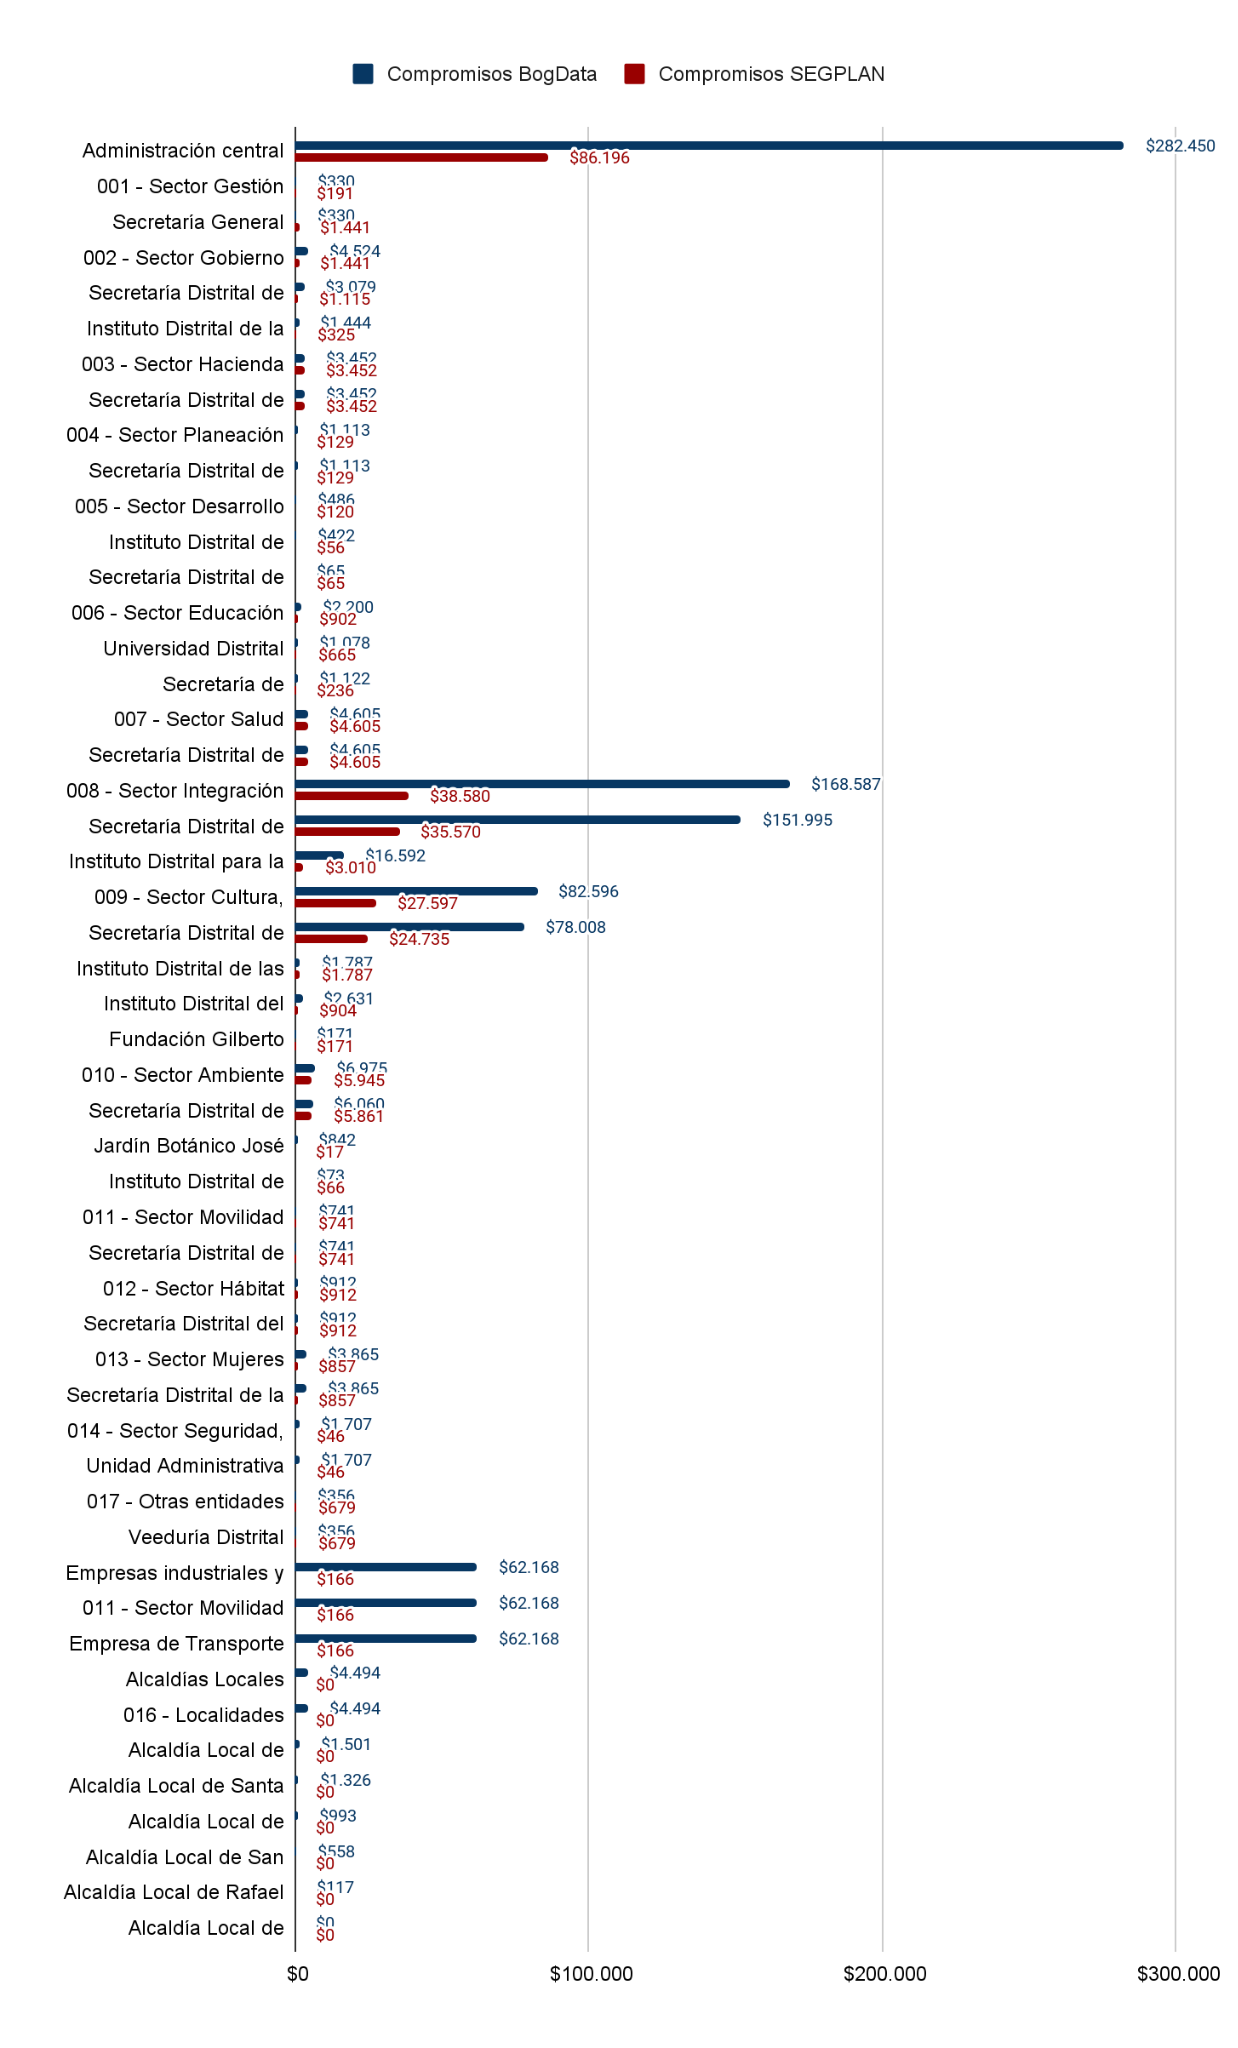 Compromisos BogData
Compromisos SEGPLAN
Administración central
$282.450
$86.196
001 - Sector Gestión
$330
$191
Secretaría General
$330
$1.441
002 - Sector Gobierno
$4.524
$1.441
Secretaría Distrital de
$3.079
$1.115
Instituto Distrital de la
$1.444
$325
003 - Sector Hacienda
$3.452
$3.452
Secretaría Distrital de
$3.452
$3.452
004 - Sector Planeación
$1.113
$129
Secretaría Distrital de
$1.113
$129
005 - Sector Desarrollo
$486
$120
Instituto Distrital de
$422
$56
Secretaría Distrital de
$65
$65
006 - Sector Educación
$2.200
$902
Universidad Distrital
$1.078
$665
Secretaría de
$1.122
$236
007 - Sector Salud
$4.605
$4.605
Secretaría Distrital de
$4.605
$4.605
008 - Sector Integración
$168.587
$38.580
Secretaría Distrital de
$151.995
$35.570
Instituto Distrital para la
$16.592
$3.010
009 - Sector Cultura,
$82.596
$27.597
Secretaría Distrital de
$78.008
$24.735
Instituto Distrital de las
$1.787
$1.787
Instituto Distrital del
$2.631
$904
Fundación Gilberto
$171
$171
010 - Sector Ambiente
$6.975
$5.945
Secretaría Distrital de
$6.060
$5.861
Jardín Botánico José
$842
$17
Instituto Distrital de
$73
$66
011 - Sector Movilidad
$741
$741
Secretaría Distrital de
$741
$741
012 - Sector Hábitat
$912
$912
Secretaría Distrital del
$912
$912
013 - Sector Mujeres
$3.865
$857
Secretaría Distrital de la
$3.865
$857
014 - Sector Seguridad,
$1.707
$46
Unidad Administrativa
$1.707
$46
017 - Otras entidades
$356
$679
Veeduría Distrital
$356
$679
Empresas industriales y
$62.168
$166
011 - Sector Movilidad
$62.168
$166
Empresa de Transporte
$62.168
$166
Alcaldías Locales
$4.494
$0
016 - Localidades
$4.494
$0
Alcaldía Local de
$1.501
$0
Alcaldía Local de Santa
$1.326
$0
Alcaldía Local de
$993
$0
Alcaldía Local de San
$558
$0
Alcaldía Local de Rafael
$117
$0
Alcaldía Local de
$0
$0
$0
$100.000
$200.000
$300.000